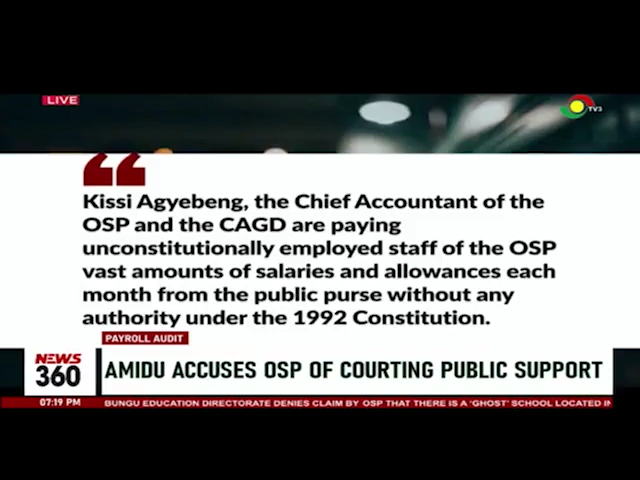 LIVE
TV3
Kissi Agyebeng, the Chief Accountant of the
OSP and the CAGD are paying
unconstitutionally employed staff of the OSP
vast amounts of salaries and allowances each
month from the public purse without any
authority under the 1992 Constitution.
PAYROLL AUDIT
NEWS
360
AMIDU ACCUSES OSP OF COURTING PUBLIC SUPPORT
07:19 PM
BUNGU EDUCATION DIRECTORATE DENIES CLAIM BY OSP THAT THERE IS A 'GHOST' SCHOOL LOCATED IN